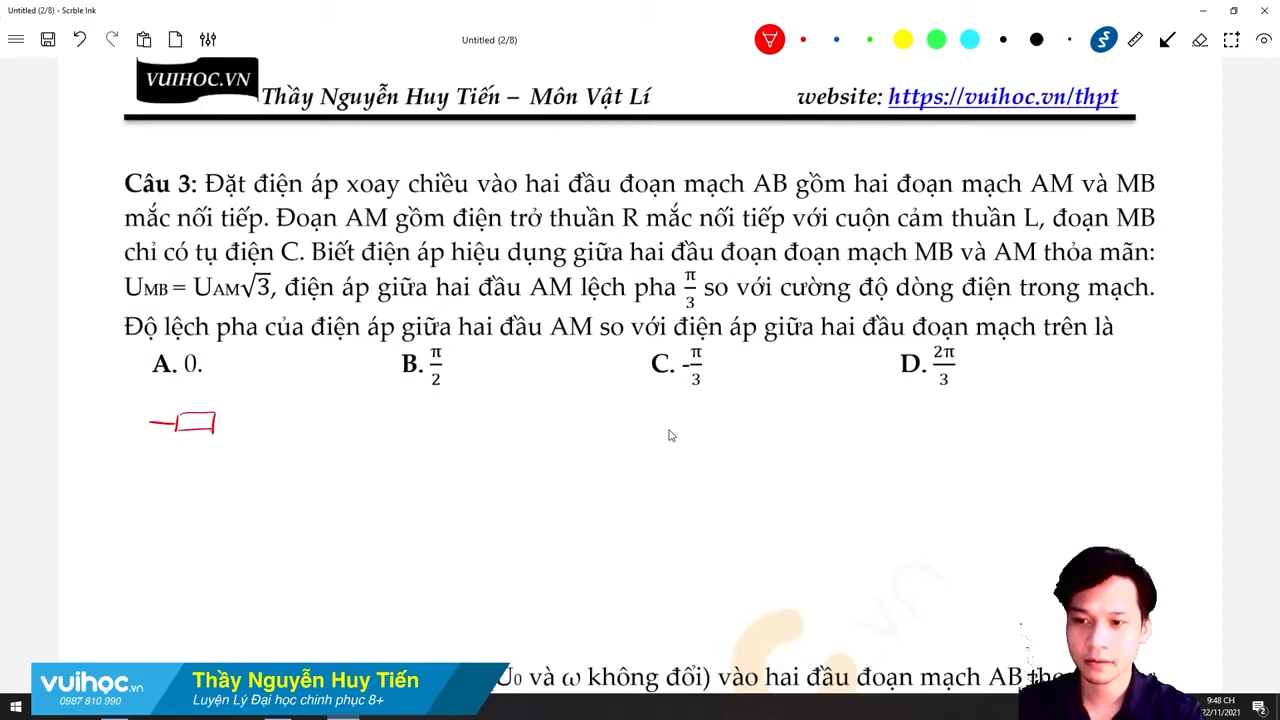 Untitled (2/8) - Scrble Ink
Untitled (2/8)
VUIHOC.VN
Thầy Nguyễn Huy Tiến – Môn Vật Lí website: https://vuihoc.vn/thpt
Câu 3: Đặt điện áp xoay chiều vào hai đầu đoạn mạch AB gồm hai đoạn mạch AM và MB
mắc nối tiếp. Đoạn AM gồm điện trở thuần R mắc nối tiếp với cuộn cảm thuần L, đoạn MB
chỉ có tụ điện C. Biết điện áp hiệu dụng giữa hai đầu đoạn đoạn mạch MB và AM thỏa mãn:
UMB = UAM√3, điện áp giữa hai đầu AM lệch pha π/3 so với cường độ dòng điện trong mạch.
Độ lệch pha của điện áp giữa hai đầu AM so với điện áp giữa hai đầu đoạn mạch trên là
A. 0. B. π/2 C. -π/3 D. 2π/3
U0 và ω không đổi) vào hai đầu đoạn mạch AB
vuihọc.vn
0987 810 990
Thầy Nguyễn Huy Tiến
Luyện Lý Đại học chinh phục 8+
9:48 CH
22/11/2021